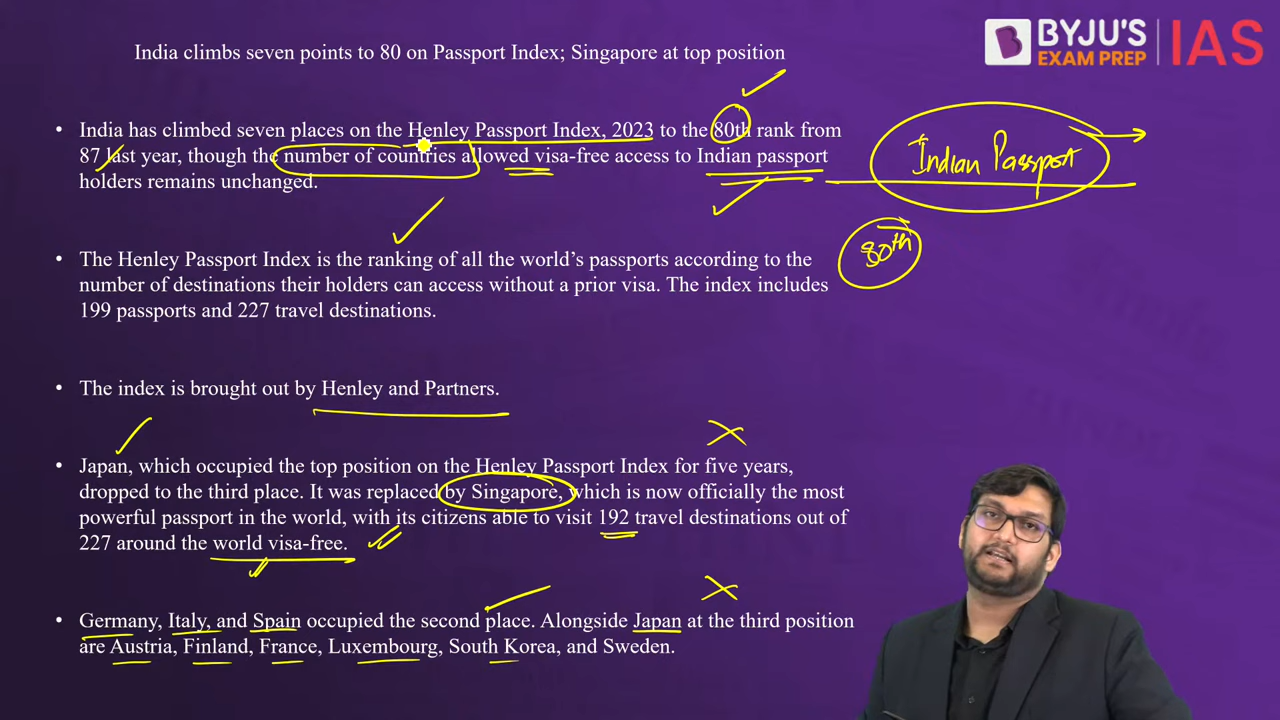 India climbs seven points to 80 on Passport Index; Singapore at top position
BYJU'S
EXAM PREP
IAS
• India has climbed seven places on the Henley Passport Index, 2023 to the 80th rank from
87 last year, though the number of countries allowed visa-free access to Indian passport
holders remains unchanged.
Indian Passport
80th
• The Henley Passport Index is the ranking of all the world's passports according to the
number of destinations their holders can access without a prior visa. The index includes
199 passports and 227 travel destinations.
• The index is brought out by Henley and Partners.
• Japan, which occupied the top position on the Henley Passport Index for five years,
dropped to the third place. It was replaced by Singapore, which is now officially the most
powerful passport in the world, with its citizens able to visit 192 travel destinations out of
227 around the world visa-free.
• Germany, Italy, and Spain occupied the second place. Alongside Japan at the third position
are Austria, Finland, France, Luxembourg, South Korea, and Sweden.